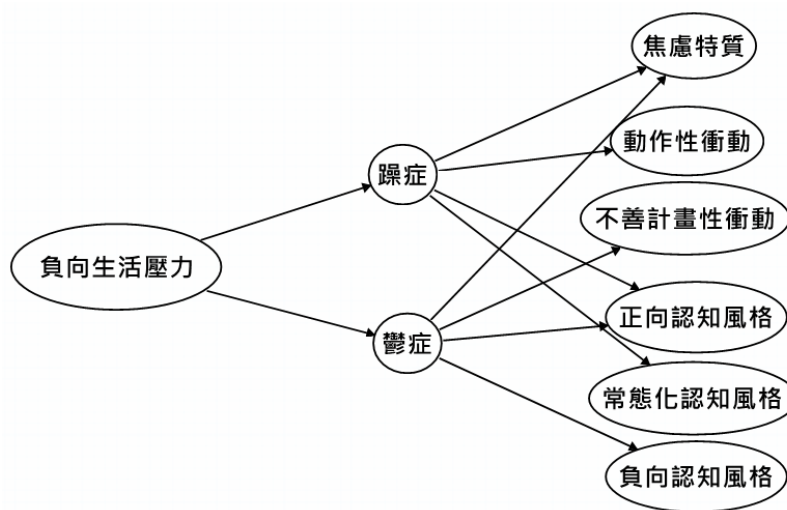 焦慮特質
動作性衝動
躁症
不善計畫性衝動
負向生活壓力
正向認知風格
鬱症
常態化認知風格
負向認知風格